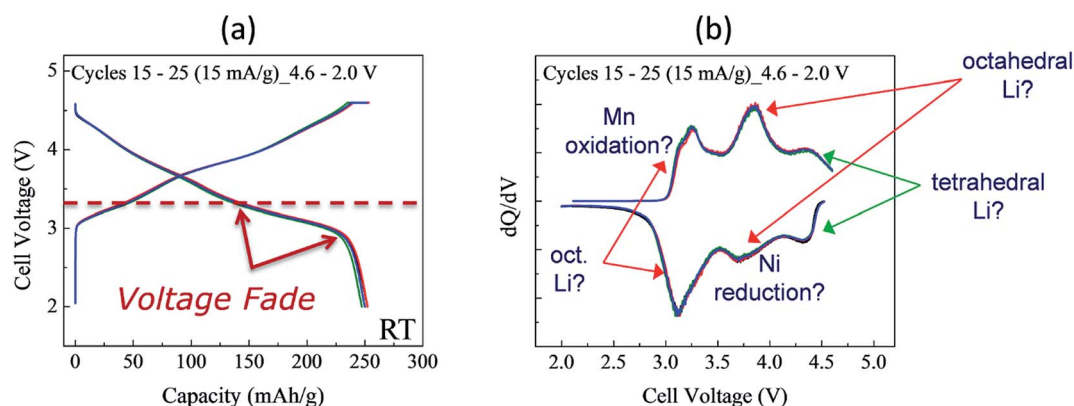 (a)
Cycles 15 - 25 (15 mA/g)_4.6 - 2.0 V
5
4
3
2
Cell Voltage (V)
Voltage Fade
RT
0 50 100 150 200 250 300
Capacity (mAh/g)
(b)
Cycles 15 - 25 (15 mA/g)_4.6 - 2.0 V
octahedral
Li?
Mn
oxidation?
tetrahedral
Li?
dQ/dV
oct.
Li?
Ni
reduction?
2.0 2.5 3.0 3.5 4.0 4.5 5.0
Cell Voltage (V)